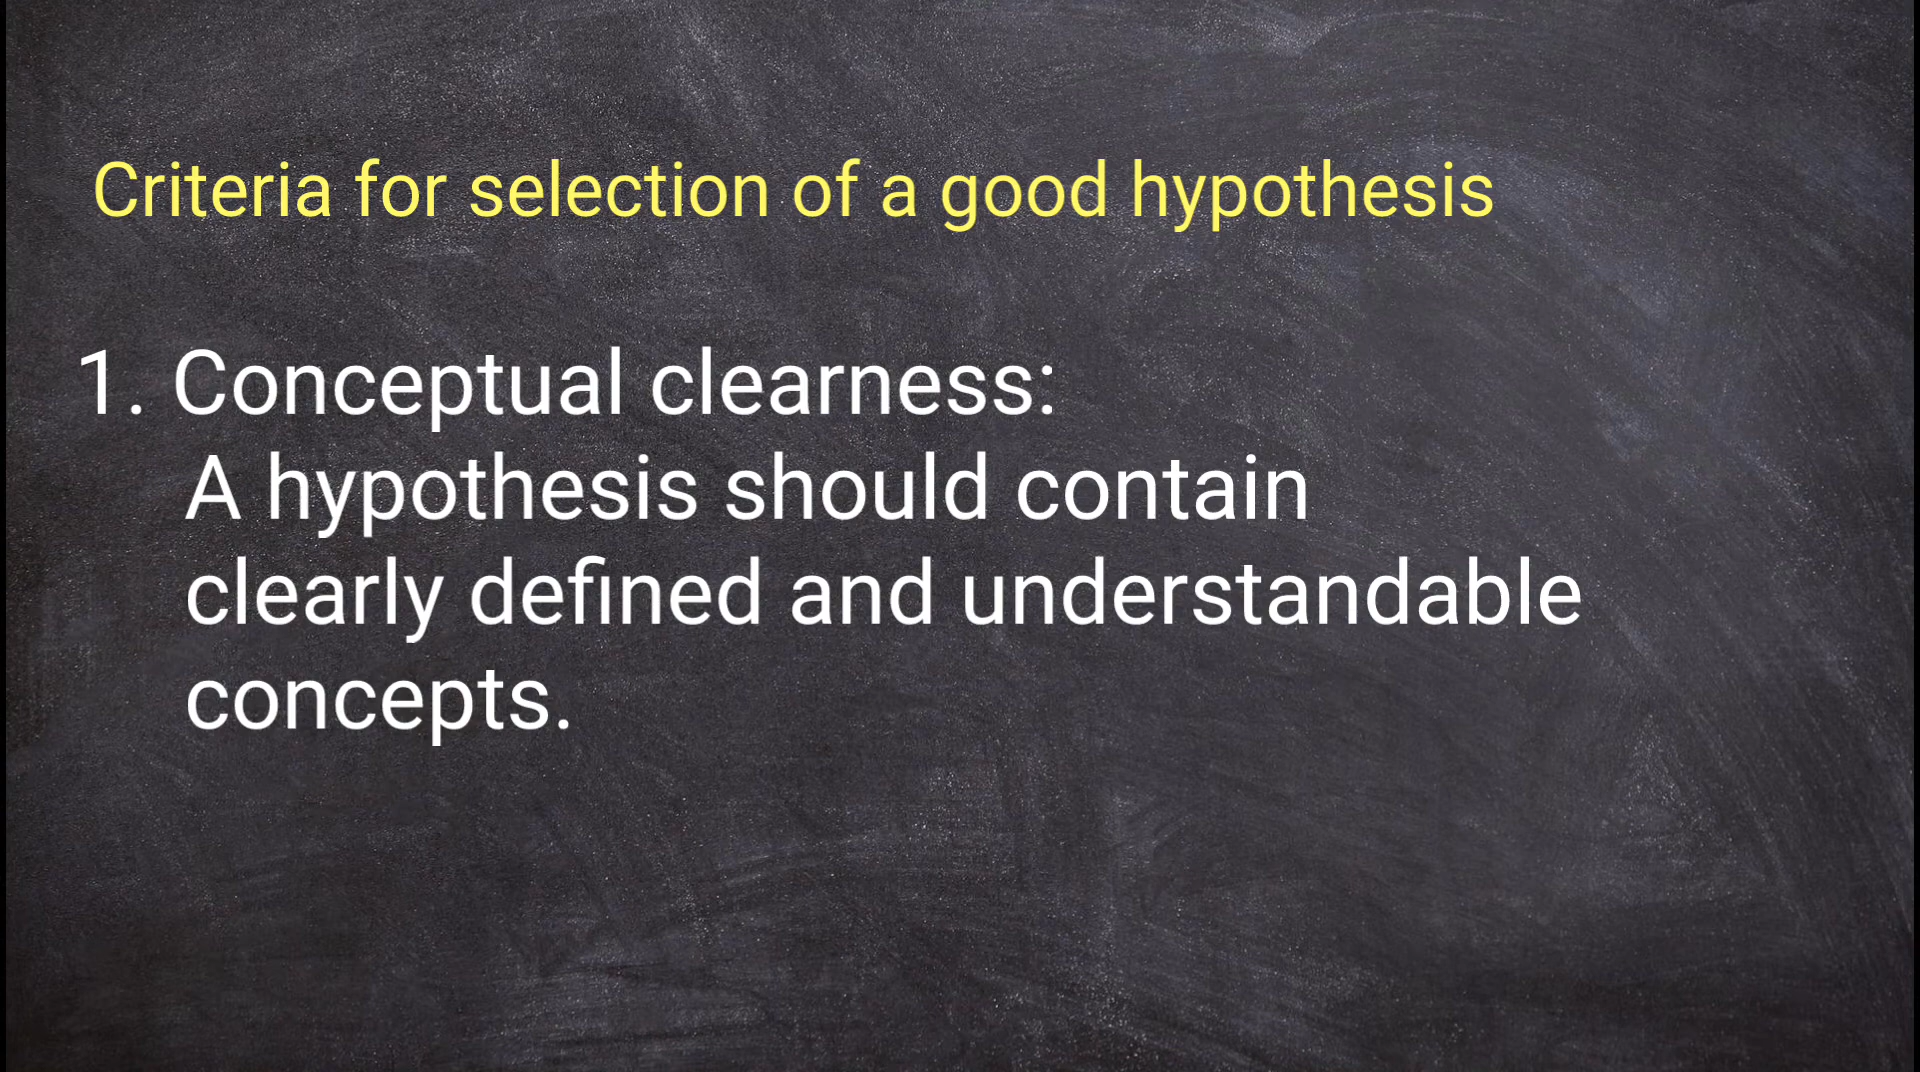 Criteria for selection of a good hypothesis
1. Conceptual clearness:
A hypothesis should contain
clearly defined and understandable
concepts.